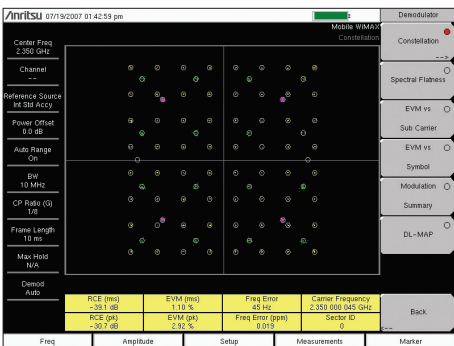 /Inritsu 07/19/2007 01:42:59 pm
Demodulator
Mobile WiMAX
Constellation
Center Freq
2.350 GHz
Channel
--
Reference Source
Int Std Accy
Power Offset
0.0 dB
Auto Range
On
BW
10 MHz
CP Ratio (G)
1/8
Frame Length
10 ms
Max Hold
N/A
Demod
Auto
Constellation
-->
Spectral Flatness
EVM vs
Sub Carrier
EVM vs
Symbol
Modulation
Summary
DL-MAP
Back
<--
RCE (rms) EVM (rms) Freq Error Carrier Frequency
-39.1 dB 1.10 % 45 Hz 2.350 000 045 GHz
RCE (pk) EVM (pk) Freq Error (ppm) Sector ID
-30.7 dB 2.92 % 0.019 0
Freq Amplitude Setup Measurements Marker